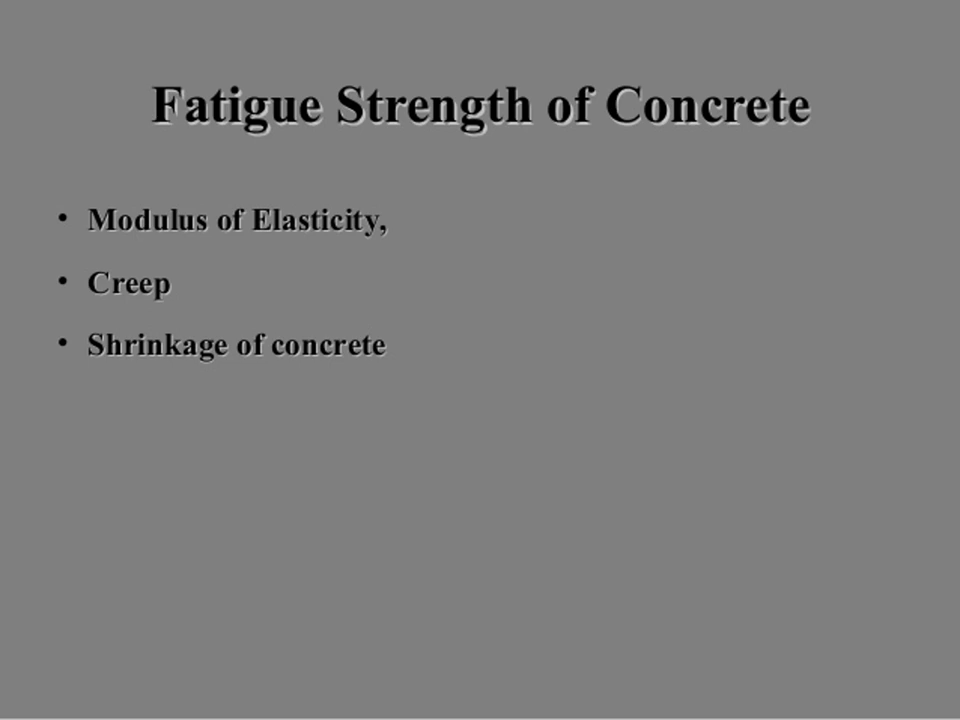 Fatigue Strength of Concrete
• Modulus of Elasticity,
• Creep
• Shrinkage of concrete